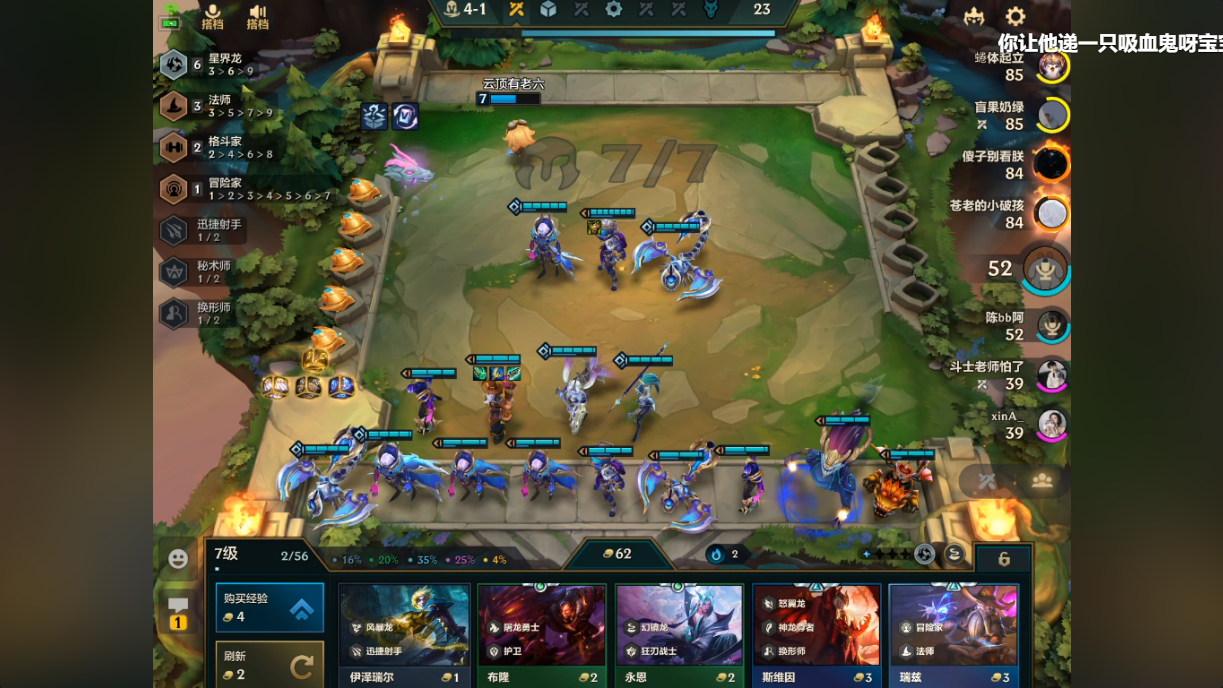 搭档
搭档
4-1
23
你让他递一只吸血鬼呀宝宝
6 星界龙
3 > 6 > 9
3 法师
3 > 5 > 7 > 9
2 格斗家
2 > 4 > 6 > 8
1 冒险家
1 > 2 > 3 > 4 > 5 > 6 > 7
迅捷射手
1 / 2
秘术师
1 / 2
换形师
1 / 2
云顶有老六
7
7/7
蜷体起立
85
盲果奶绿
85
傻子别看朕
84
苍老的小破孩
84
52
陈bb阿
52
斗士老师怕了
39
xinA_
39
7级
2/56
16% 20% 35% 25% 4%
62
2
购买经验
4
刷新
2
1
风暴龙
迅捷射手
伊泽瑞尔 1
屠龙勇士
护卫
布隆 2
幻镜龙
狂刃战士
永恩 2
怒翼龙
神龙尊者
换形师
斯维因 3
冒险家
法师
瑞兹 3